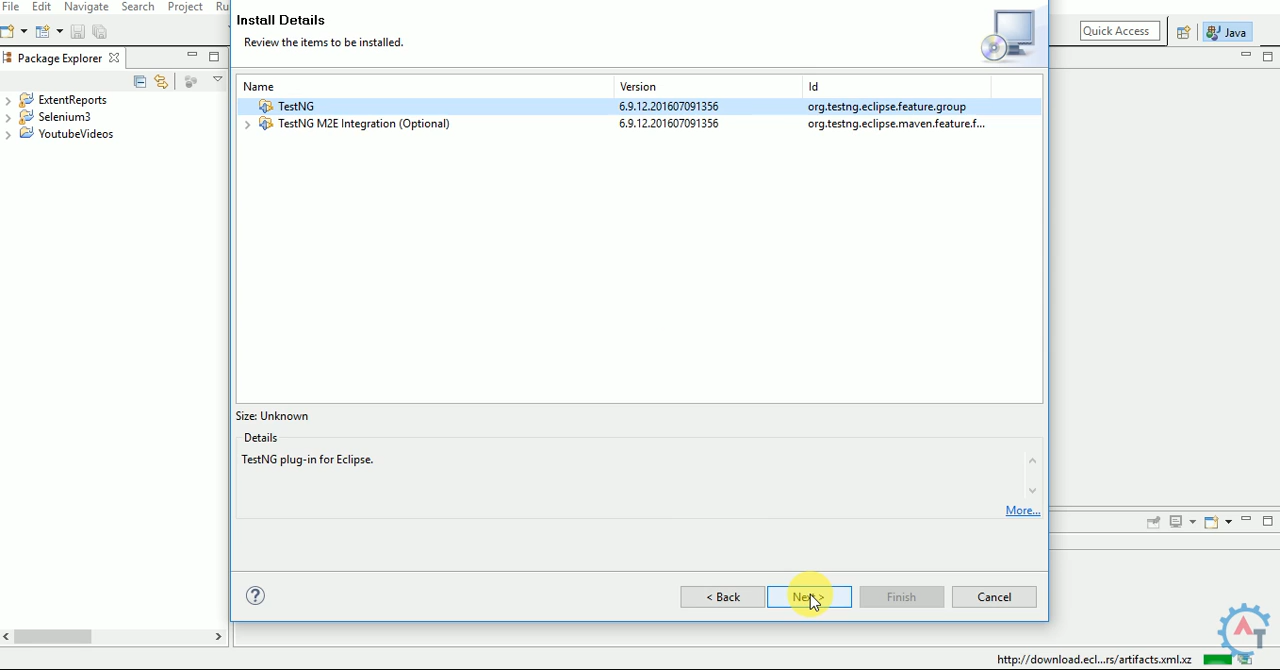 File Edit Navigate Search Project Ru
Install Details
Review the items to be installed.
Quick Access
Java
Package Explorer
Name Version Id
ExtentReports
Selenium3
YoutubeVideos
TestNG 6.9.12.201607091356 org.testng.eclipse.feature.group
TestNG M2E Integration (Optional) 6.9.12.201607091356 org.testng.eclipse.maven.feature.f...
Size: Unknown
Details
TestNG plug-in for Eclipse.
More...
?
< Back Next > Finish Cancel
AT
http://download.ecl...rs/artifacts.xml.xz